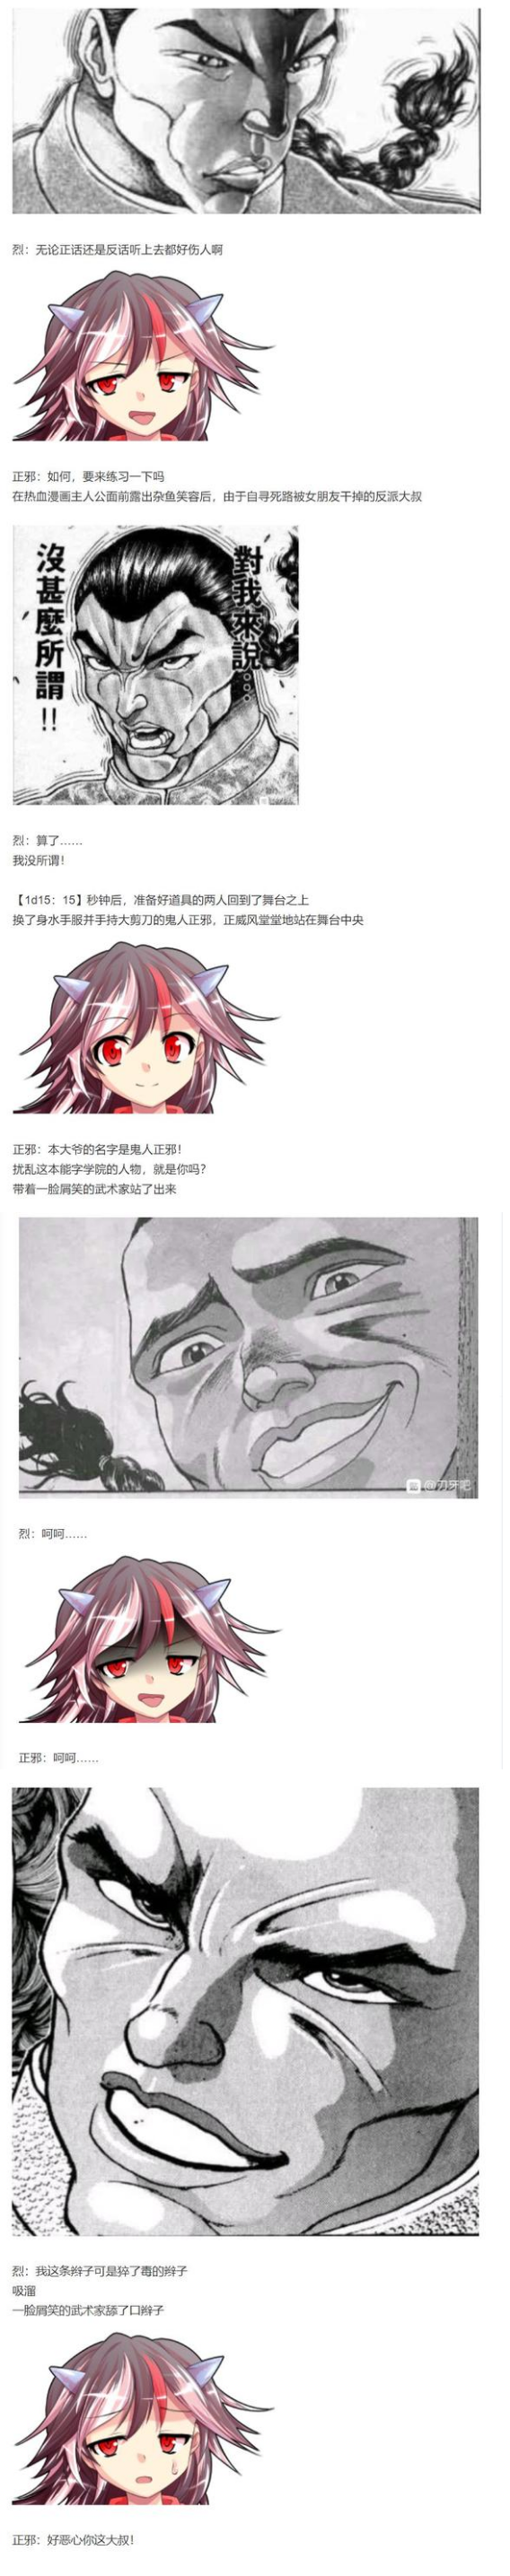 烈：无论正话还是反话听上去都好伤人啊
正邪：如何，要来练习一下吗
在热血漫画主人公面前露出杂鱼笑容后，由于自寻死路被女朋友干掉的反派大叔
對我來說…
沒甚麼所謂!!
烈：算了……
我没所谓！
【1d15：15】秒钟后，准备好道具的两人回到了舞台之上
换了身水手服并手持大剪刀的鬼人正邪，正威风堂堂地站在舞台中央
正邪：本大爷的名字是鬼人正邪！
扰乱这本能字学院的人物，就是你吗？
带着一脸屑笑的武术家站了出来
@刃牙吧
烈：呵呵……
正邪：呵呵……
烈：我这条辫子可是猝了毒的辫子
吸溜
一脸屑笑的武术家舔了口辫子
正邪：好恶心你这大叔！